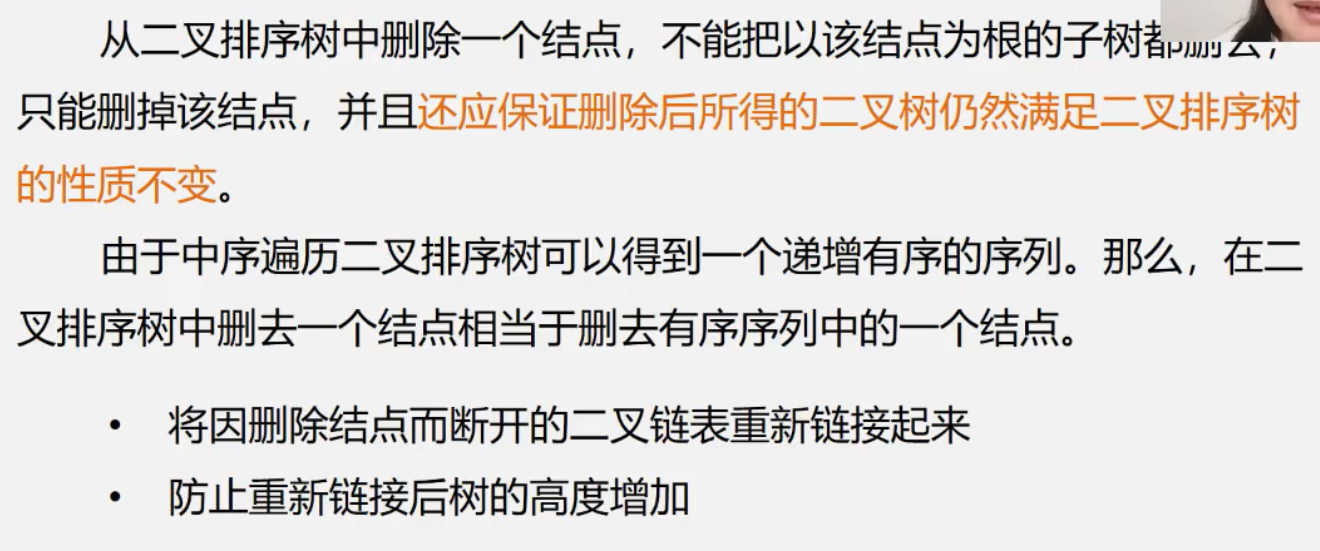 从二叉排序树中删除一个结点，不能把以该结点为根的子树都删去，
只能删掉该结点，并且还应保证删除后所得的二叉树仍然满足二叉排序树
的性质不变。
由于中序遍历二叉排序树可以得到一个递增有序的序列。那么，在二
叉排序树中删去一个结点相当于删去有序序列中的一个结点。
• 将因删除结点而断开的二叉链表重新链接起来
• 防止重新链接后树的高度增加